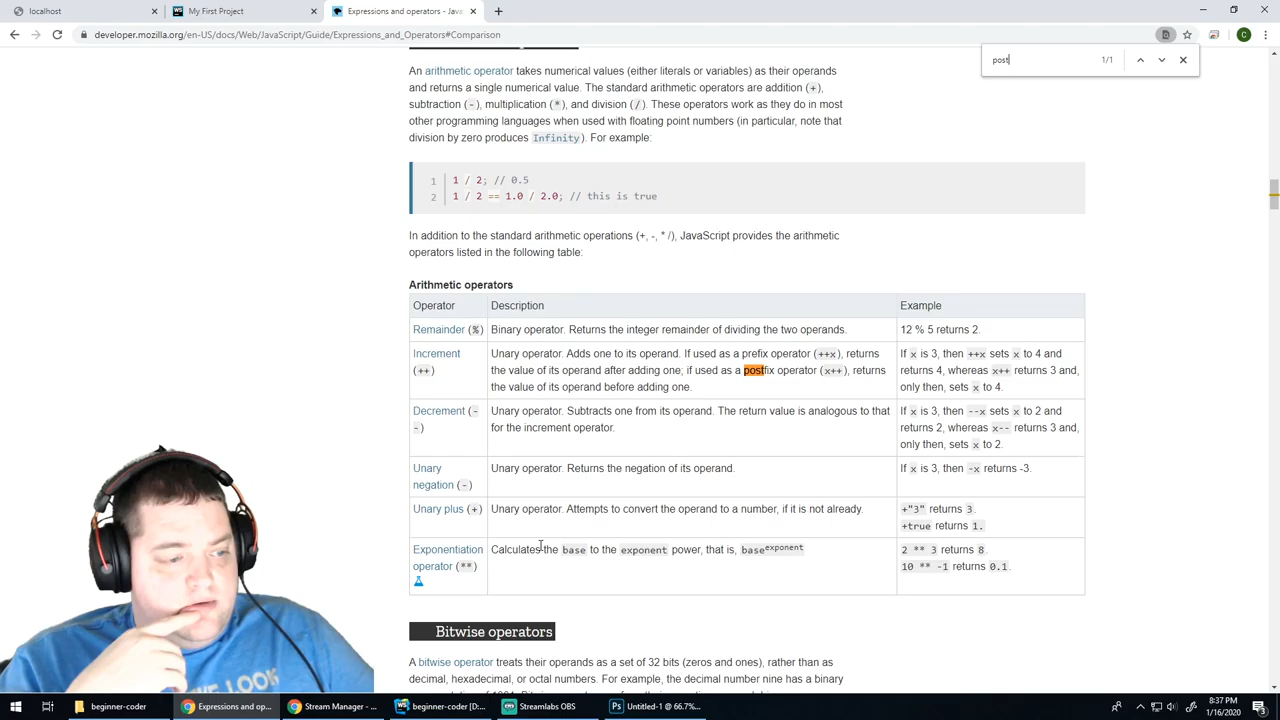 localhost
My First Project
Expressions and operators - Java
developer.mozilla.org/en-US/docs/Web/JavaScript/Guide/Expressions_and_Operators#Comparison
C
post 1/1
An arithmetic operator takes numerical values (either literals or variables) as their operands
and returns a single numerical value. The standard arithmetic operators are addition (+),
subtraction (-), multiplication (*), and division (/). These operators work as they do in most
other programming languages when used with floating point numbers (in particular, note that
division by zero produces Infinity). For example:
1 1 / 2; // 0.5
2 1 / 2 == 1.0 / 2.0; // this is true
In addition to the standard arithmetic operations (+, -, * /), JavaScript provides the arithmetic
operators listed in the following table:
Arithmetic operators
Operator Description Example
Remainder (%) Binary operator. Returns the integer remainder of dividing the two operands. 12 % 5 returns 2.
Increment Unary operator. Adds one to its operand. If used as a prefix operator (++x), returns If x is 3, then ++x sets x to 4 and
(++) the value of its operand after adding one; if used as a postfix operator (x++), returns returns 4, whereas x++ returns 3 and,
the value of its operand before adding one. only then, sets x to 4.
Decrement (- Unary operator. Subtracts one from its operand. The return value is analogous to that If x is 3, then --x sets x to 2 and
-) for the increment operator. returns 2, whereas x-- returns 3 and,
only then, sets x to 2.
Unary Unary operator. Returns the negation of its operand. If x is 3, then -x returns -3.
negation (-)
Unary plus (+) Unary operator. Attempts to convert the operand to a number, if it is not already. +"3" returns 3.
+true returns 1.
Exponentiation Calculates the base to the exponent power, that is, base^exponent 2 ** 3 returns 8.
operator (**) 10 ** -1 returns 0.1.
Bitwise operators
A bitwise operator treats their operands as a set of 32 bits (zeros and ones), rather than as
decimal, hexadecimal, or octal numbers. For example, the decimal number nine has a binary
beginner-coder
Expressions and op...
Stream Manager - ...
beginner-coder [D:...
Streamlabs OBS
Untitled-1 @ 66.7%...
8:37 PM
1/16/2020